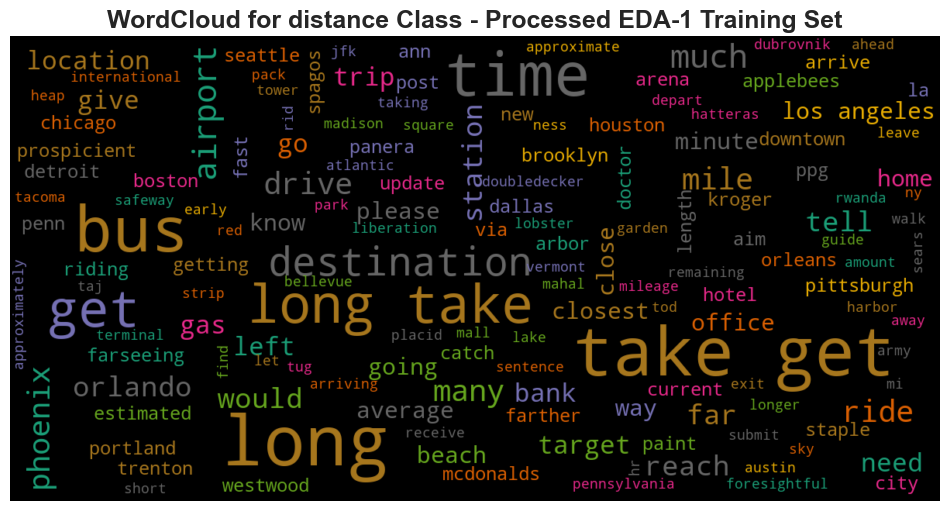 WordCloud for distance Class - Processed EDA-1 Training Set
location
international
heap
give
chicago
prospicient
detroit
tacoma
penn
safeway
boston
airport
seattle
pack
tower
rid
fast
spagos
jfk
trip
ann
post
taking
madison
square
go
panera
atlantic
drive
update
know
please
park
liberation
early
red
bus
time
approximate
new
ness
station
doubledecker
dallas
lobster
via
arbor
brooklyn
houston
doctor
much
arena
depart
hatteras
minute
mile
kroger
length
garden
aim
dubrovnik
ahead
arrive
applebees
la
los angeles
leave
downtown
ppg
home
rwanda
ny
tell
walk
guide
sears
orleans
amount
approximately
riding
taj
getting
strip
bellevue
destination
vermont
mahal
close
closest
tod
remaining
mileage
hotel
pittsburgh
harbor
away
get
terminal
farseeing
gas
left
long take
placid
mall
lake
catch
sentence
find
let
tug
going
arriving
office
take get
army
current
exit
mi
phoenix
orlando
estimated
portland
trenton
short
would
average
receive
many
bank
farther
way
far
longer
ride
submit
staple
sky
long
westwood
beach
mcdonalds
target
paint
hr
reach
austin
pennsylvania
foresightful
need
city